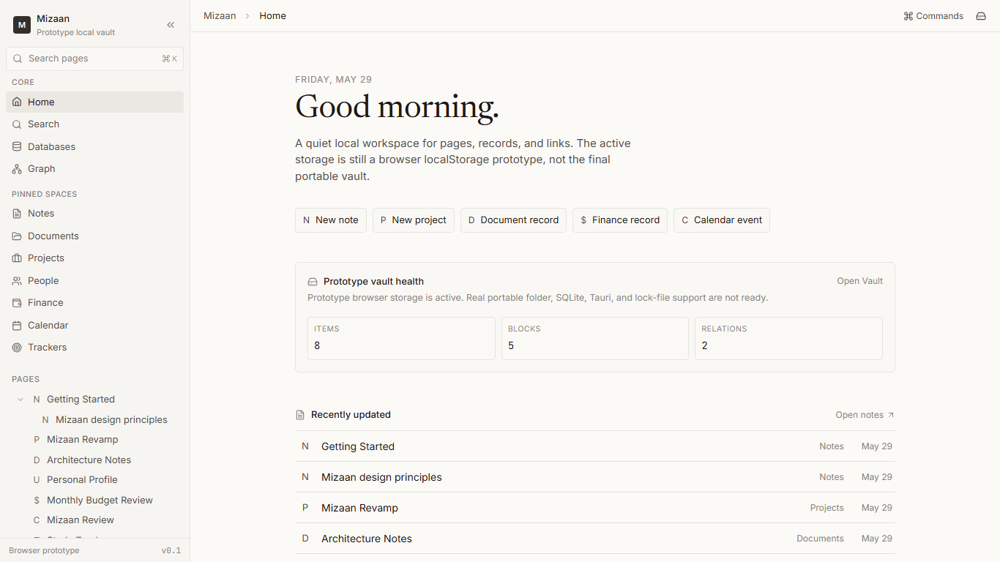 M
Mizaan
Prototype local vault
Search pages
⌘ K
CORE
Home
Search
Databases
Graph
PINNED SPACES
Notes
Documents
Projects
People
Finance
Calendar
Trackers
PAGES
N Getting Started
N Mizaan design principles
P Mizaan Revamp
D Architecture Notes
U Personal Profile
$ Monthly Budget Review
C Mizaan Review
Browser prototype v0.1
Mizaan > Home
⌘ Commands
FRIDAY, MAY 29
Good morning.
A quiet local workspace for pages, records, and links. The active
storage is still a browser localStorage prototype, not the final
portable vault.
N New note P New project D Document record $ Finance record C Calendar event
Prototype vault health Open Vault
Prototype browser storage is active. Real portable folder, SQLite, Tauri, and lock-file support are not ready.
ITEMS BLOCKS RELATIONS
8 5 2
Recently updated Open notes ↗
N Getting Started Notes May 29
N Mizaan design principles Notes May 29
P Mizaan Revamp Projects May 29
D Architecture Notes Documents May 29